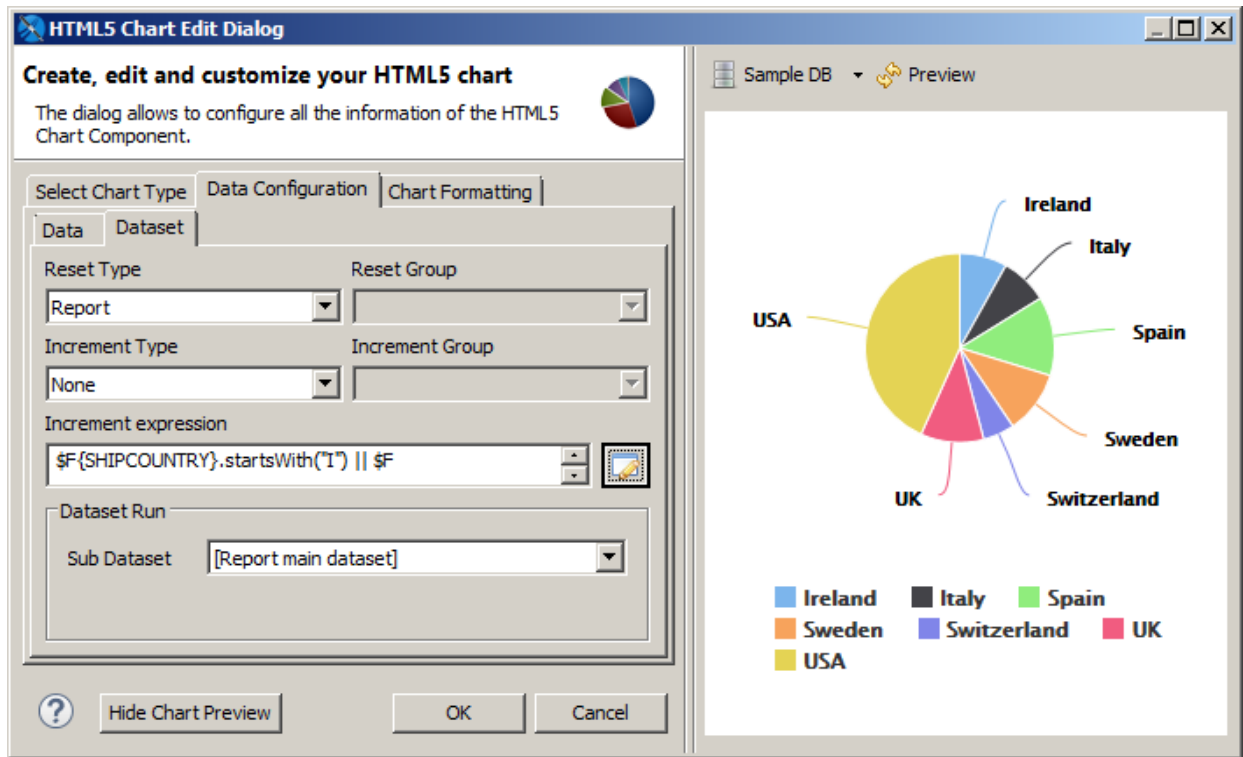 HTML5 Chart Edit Dialog
Create, edit and customize your HTML5 chart
The dialog allows to configure all the information of the HTML5
Chart Component.
Select Chart Type Data Configuration Chart Formatting
Data Dataset
Reset Type Reset Group
Report
Increment Type Increment Group
None
Increment expression
$F{SHIPCOUNTRY}.startsWith("I") || $F
Dataset Run
Sub Dataset [Report main dataset]
? Hide Chart Preview OK Cancel
Sample DB Preview
Ireland
Italy
USA
Spain
Sweden
UK
Switzerland
Ireland Italy Spain
Sweden Switzerland UK
USA